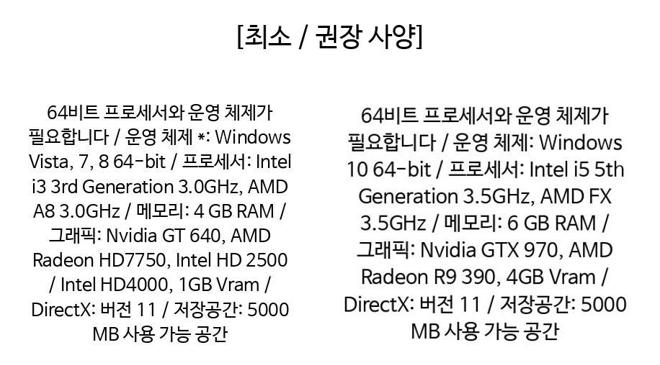 [최소 / 권장 사양]
64비트 프로세서와 운영 체제가
필요합니다 / 운영 체제 *: Windows
Vista, 7, 8 64-bit / 프로세서: Intel
i3 3rd Generation 3.0GHz, AMD
A8 3.0GHz / 메모리: 4 GB RAM /
그래픽: Nvidia GT 640, AMD
Radeon HD7750, Intel HD 2500
/ Intel HD4000, 1GB Vram /
DirectX: 버전 11 / 저장공간: 5000
MB 사용 가능 공간
64비트 프로세서와 운영 체제가
필요합니다 / 운영 체제: Windows
10 64-bit / 프로세서: Intel i5 5th
Generation 3.5GHz, AMD FX
3.5GHz / 메모리: 6 GB RAM /
그래픽: Nvidia GTX 970, AMD
Radeon R9 390, 4GB Vram /
DirectX: 버전 11 / 저장공간: 5000
MB 사용 가능 공간